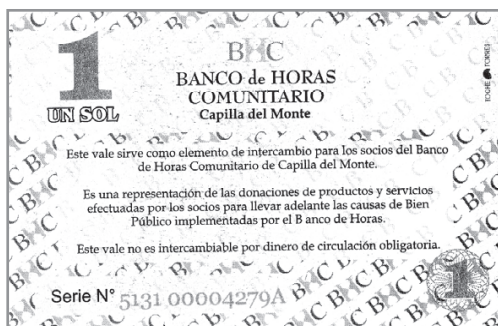 1
UN SOL
BHC
BANCO de HORAS
COMUNITARIO
Capilla del Monte
Este vale sirve como elemento de intercambio para los socios del Banco
de Horas Comunitario de Capilla del Monte.
Es una representación de las donaciones de productos y servicios
efectuadas por los socios para llevar adelante las causas de Bien
Público implementadas por el B anco de Horas.
Este vale no es intercambiable por dinero de circulación obligatoria.
Serie N° 5131 00004279A
1